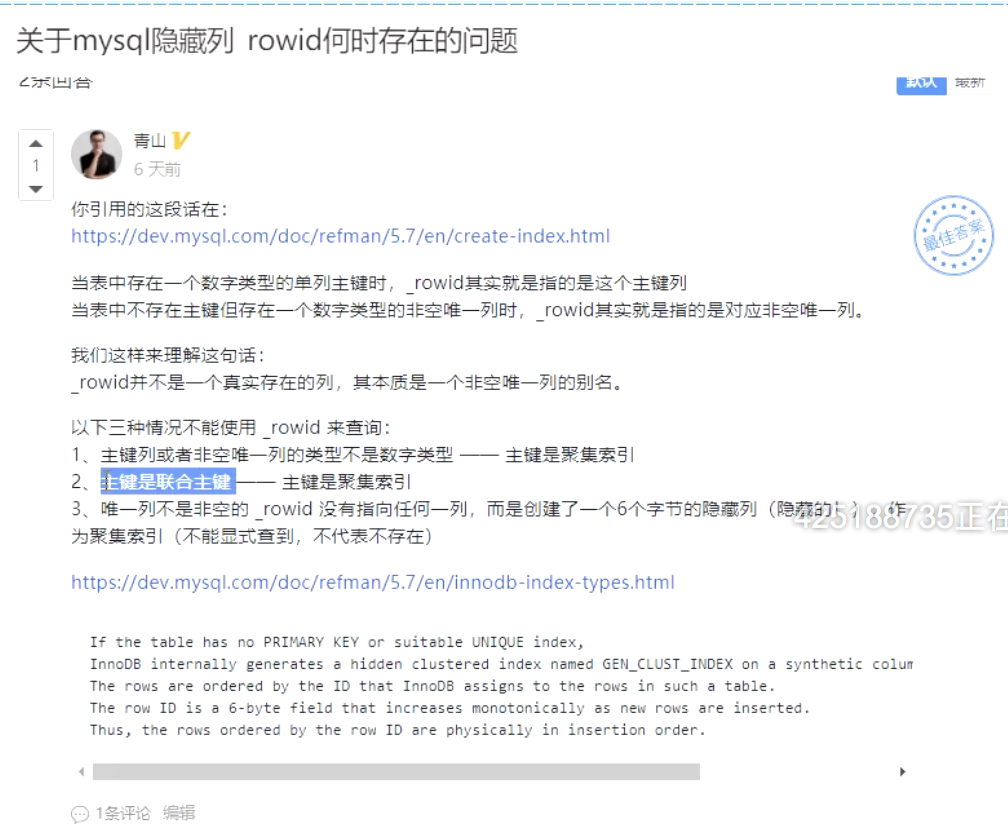 关于mysql隐藏列 rowid何时存在的问题
2条回答
默认 最新
青山 V
1
6 天前
你引用的这段话在：
https://dev.mysql.com/doc/refman/5.7/en/create-index.html
最佳答案
当表中存在一个数字类型的单列主键时，_rowid其实就是指的是这个主键列
当表中不存在主键但存在一个数字类型的非空唯一列时，_rowid其实就是指的是对应非空唯一列。
我们这样来理解这句话：
_rowid并不是一个真实存在的列，其本质是一个非空唯一列的别名。
以下三种情况不能使用 _rowid 来查询：
1、主键列或者非空唯一列的类型不是数字类型 —— 主键是聚集索引
2、主键是联合主键 —— 主键是聚集索引
3、唯一列不是非空的 _rowid 没有指向任何一列，而是创建了一个6个字节的隐藏列（隐藏的！），作
425188735正在
为聚集索引（不能显式查到，不代表不存在）
https://dev.mysql.com/doc/refman/5.7/en/innodb-index-types.html
If the table has no PRIMARY KEY or suitable UNIQUE index,
InnoDB internally generates a hidden clustered index named GEN_CLUST_INDEX on a synthetic colum
The rows are ordered by the ID that InnoDB assigns to the rows in such a table.
The row ID is a 6-byte field that increases monotonically as new rows are inserted.
Thus, the rows ordered by the row ID are physically in insertion order.
1条评论 编辑